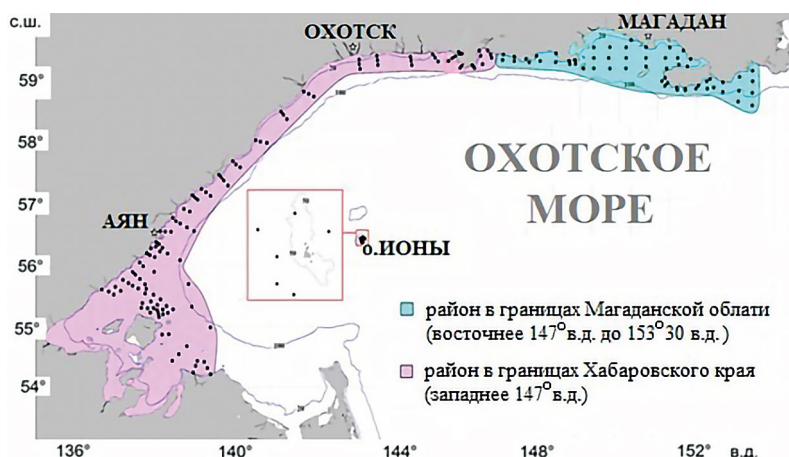 с.ш.
ОХОТСК
МАГАДАН
59°
58°
57°
56°
55°
54°
АЯН
ОХОТСКОЕ
МОРЕ
о.ИОНЫ
район в границах Магаданской облати
(восточнее 147°в.д. до 153°30 в.д.)
район в границах Хабаровского края
(западнее 147°в.д.)
136° 140° 144° 148° 152° в.д.